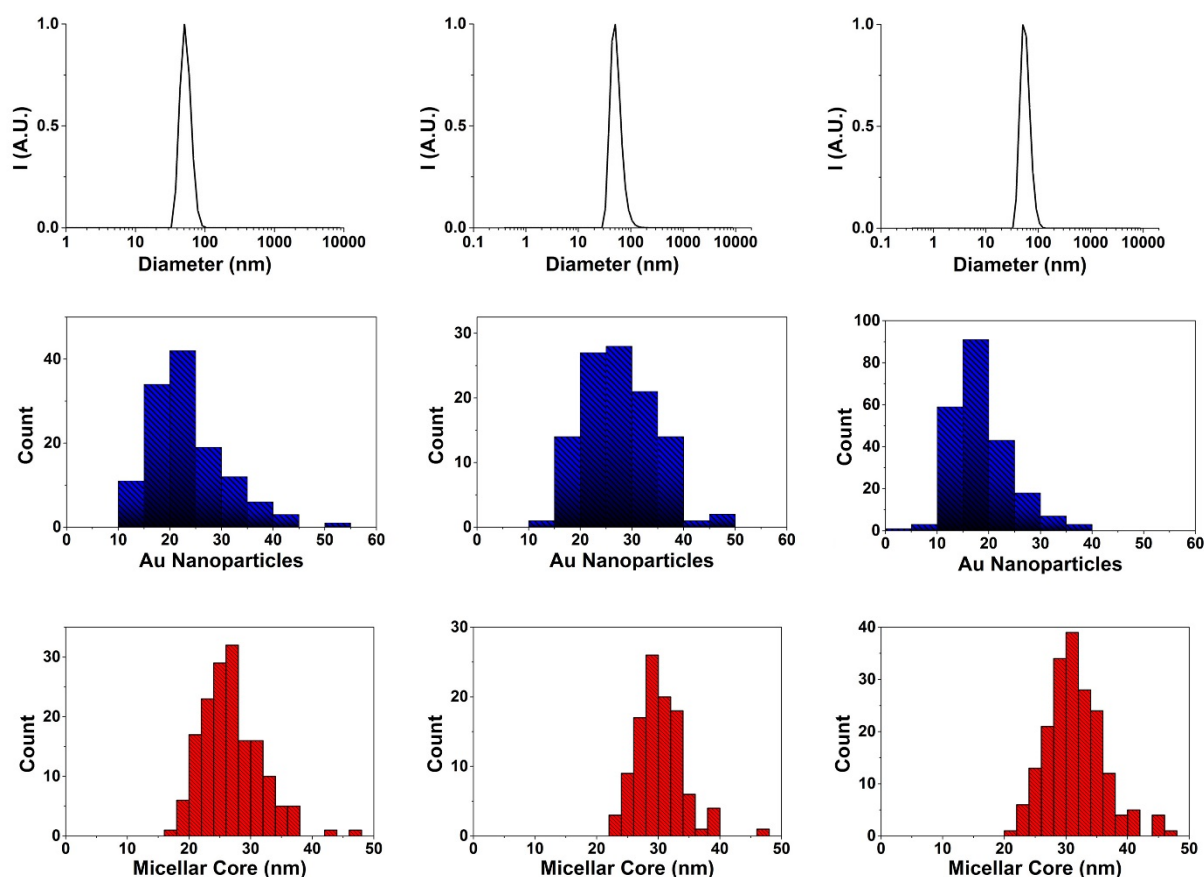 1.0
0.5
0.0
I (A.U.)
1 10 100 1000 10000
Diameter (nm)
1.0
0.5
0.0
I (A.U.)
0.1 1 10 100 1000 10000
Diameter (nm)
1.0
0.5
0.0
I (A.U.)
0.1 1 10 100 1000 10000
Diameter (nm)
40
20
0
Count
0 10 20 30 40 50 60
Au Nanoparticles
30
20
10
0
Count
0 10 20 30 40 50 60
Au Nanoparticles
100
80
60
40
20
0
Count
0 10 20 30 40 50 60
Au Nanoparticles
30
20
10
0
Count
0 10 20 30 40 50
Micellar Core (nm)
30
20
10
0
Count
0 10 20 30 40 50
Micellar Core (nm)
40
30
20
10
0
Count
0 10 20 30 40 50
Micellar Core (nm)